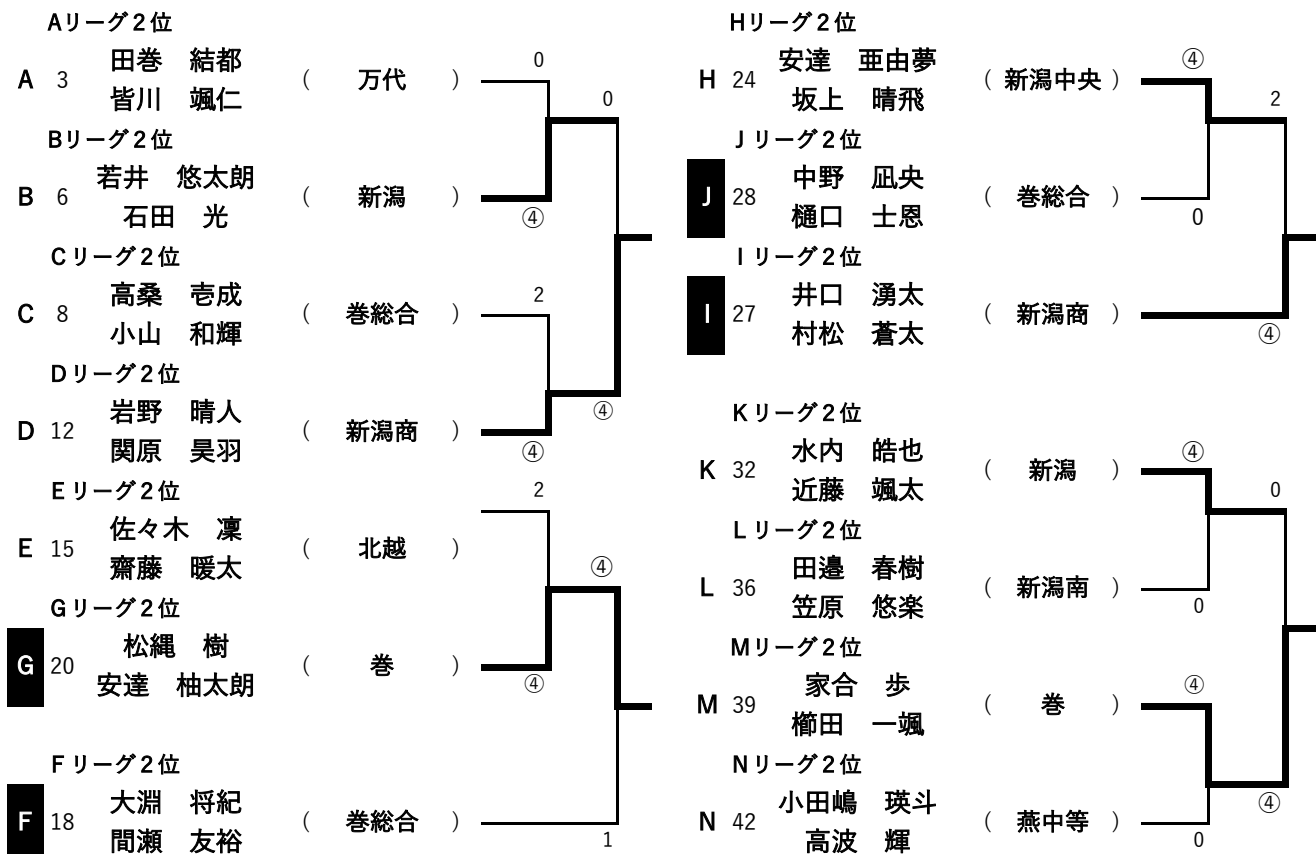 Aリーグ2位
A 3 田巻 結都 皆川 颯仁 ( 万代 ) 0
0
Bリーグ2位
B 6 若井 悠太朗 石田 光 ( 新潟 ) ④
Cリーグ2位
C 8 高桑 壱成 小山 和輝 ( 巻総合 ) 2
Dリーグ2位
④
D 12 岩野 晴人 関原 昊羽 ( 新潟商 ) ④
Eリーグ2位
E 15 佐々木 凜 齋藤 暖太 ( 北越 ) 2
④
Gリーグ2位
G 20 松縄 樹 安達 柚太朗 ( 巻 ) ④
Fリーグ2位
F 18 大淵 将紀 間瀬 友裕 ( 巻総合 ) 1
Hリーグ2位
H 24 安達 亜由夢 坂上 晴飛 ( 新潟中央 ) ④
2
Jリーグ2位
J 28 中野 凪央 樋口 士恩 ( 巻総合 ) 0
Iリーグ2位
I 27 井口 湧太 村松 蒼太 ( 新潟商 ) ④
Kリーグ2位
K 32 水内 皓也 近藤 颯太 ( 新潟 ) ④
0
Lリーグ2位
L 36 田邉 春樹 笠原 悠楽 ( 新潟南 ) 0
Mリーグ2位
M 39 家合 歩 櫛田 一颯 ( 巻 ) ④
Nリーグ2位
④
N 42 小田嶋 瑛斗 高波 輝 ( 燕中等 ) 0